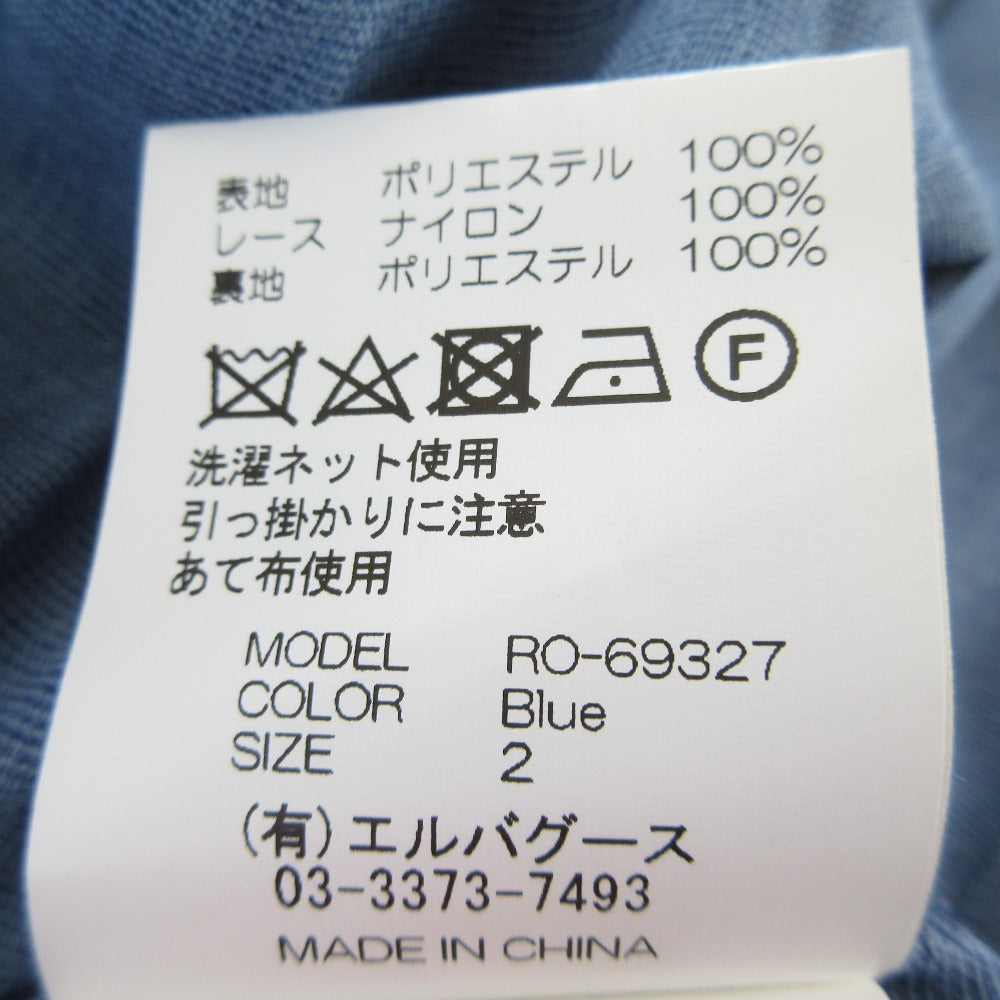 表地 ポリエステル 100%
レース ナイロン 100%
裏地 ポリエステル 100%
F
洗濯ネット使用
引っ掛かりに注意
あて布使用
MODEL RO-69327
COLOR Blue
SIZE 2
(有)エルバグース
03-3373-7493
MADE IN CHINA